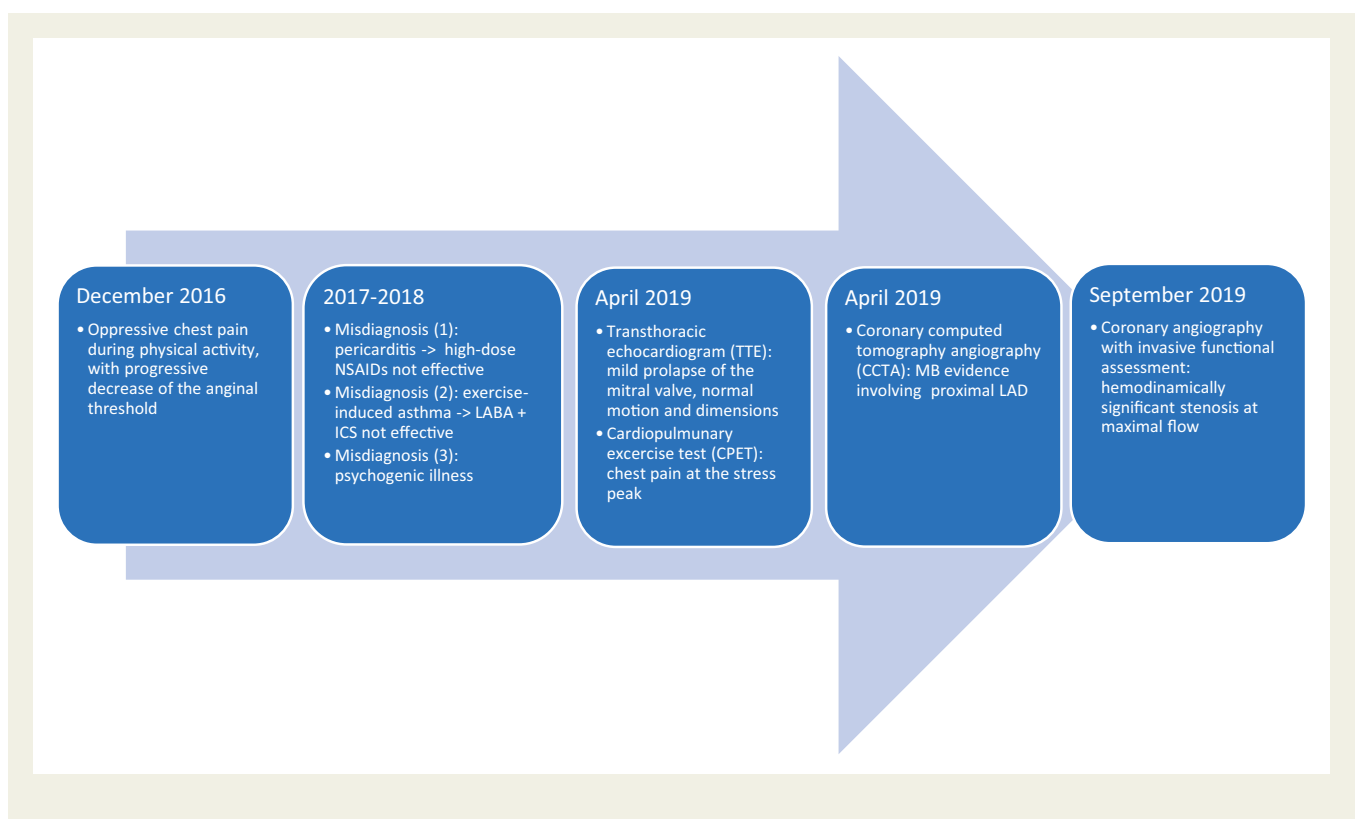 December 2016
• Oppressive chest pain
during physical activity,
with progressive
decrease of the anginal
threshold
2017-2018
• Misdiagnosis (1):
pericarditis -> high-dose
NSAIDs not effective
• Misdiagnosis (2): exercise-
induced asthma -> LABA +
ICS not effective
• Misdiagnosis (3):
psychogenic illness
April 2019
• Transthoracic
echocardiogram (TTE):
mild prolapse of the
mitral valve, normal
motion and dimensions
• Cardiopulmunary
excercise test (CPET):
chest pain at the stress
peak
April 2019
• Coronary computed
tomography angiography
(CCTA): MB evidence
involving proximal LAD
September 2019
• Coronary angiography
with invasive functional
assessment:
hemodinamically
significant stenosis at
maximal flow